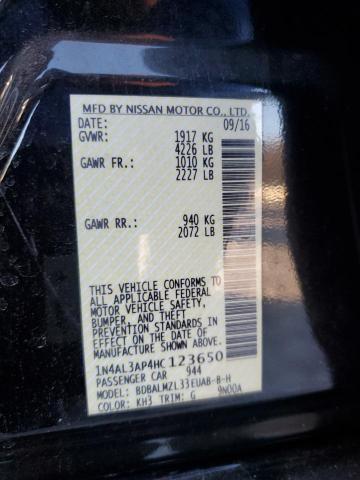 MFD BY NISSAN MOTOR CO., LTD.
DATE: 09/16
GVWR: 1917 KG
4226 LB
GAWR FR.: 1010 KG
2227 LB
GAWR RR.: 940 KG
2072 LB
THIS VEHICLE CONFORMS TO
ALL APPLICABLE FEDERAL
MOTOR VEHICLE SAFETY,
BUMPER, AND THEFT
PREVENTION STANDARDS IN
EFFECT ON THE DATE OF
MANUFACTURE SHOWN ABOVE.
1N4AL3AP4HC123650
PASSENGER CAR 944
MODEL: BDBALMZL33EUAB-B-H
COLOR: KH3 TRIM: G 9N00A